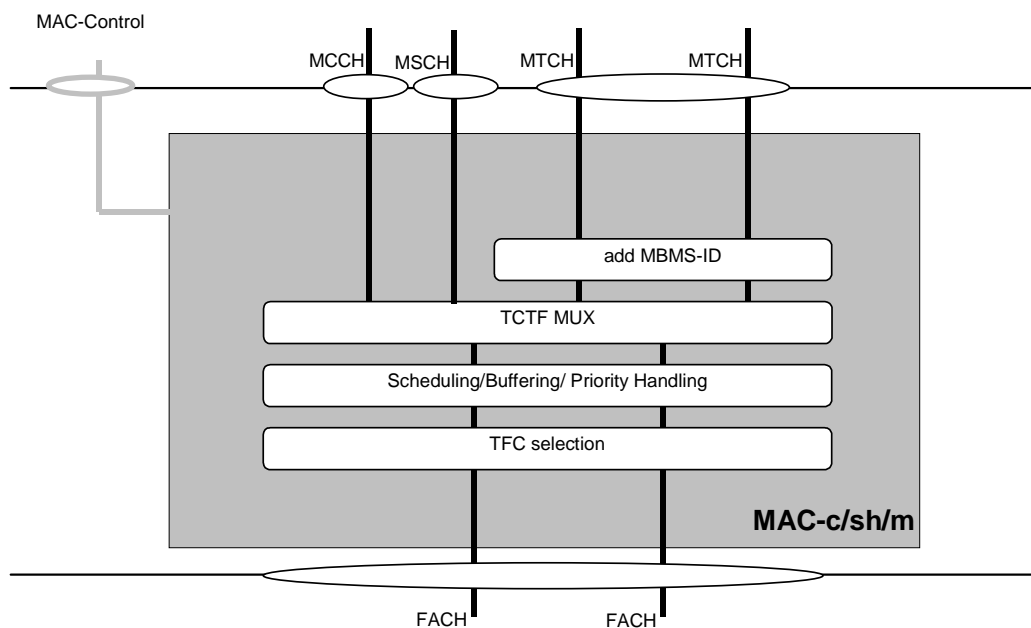 MAC-Control
MCCH
MSCH
MTCH
MTCH
add MBMS-ID
TCTF MUX
Scheduling/Buffering/ Priority Handling
TFC selection
MAC-c/sh/m
FACH
FACH